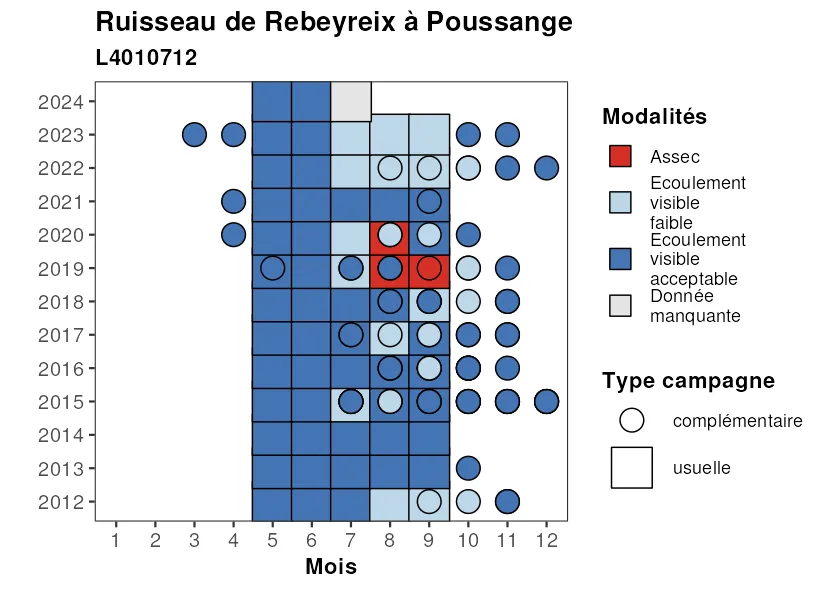 Ruisseau de Rebeyreix à Poussange
L4010712
2024
2023
2022
2021
2020
2019
2018
2017
2016
2015
2014
2013
2012
1 2 3 4 5 6 7 8 9 10 11 12
Mois
Modalités
Assec
Ecoulement
visible
faible
Ecoulement
visible
acceptable
Donnée
manquante
Type campagne
complémentaire
usuelle